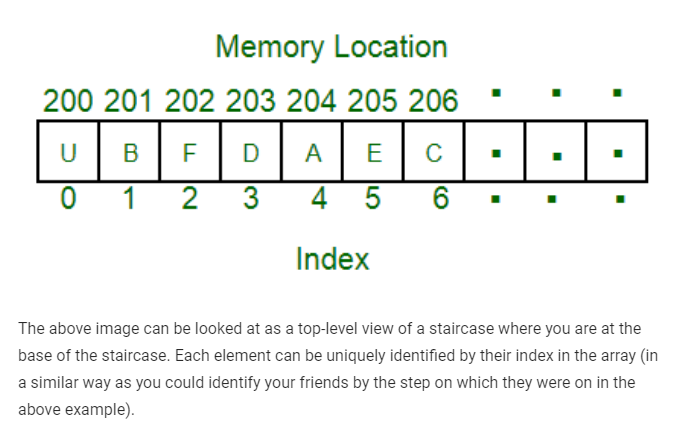 Memory Location
200 201 202 203 204 205 206
U B F D A E C
0 1 2 3 4 5 6
Index
The above image can be looked at as a top-level view of a staircase where you are at the
base of the staircase. Each element can be uniquely identified by their index in the array (in
a similar way as you could identify your friends by the step on which they were on in the
above example).